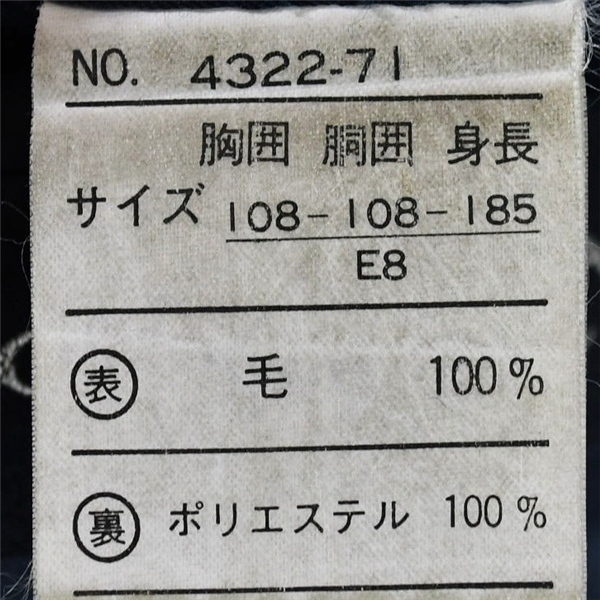 NO. 4322-71
胸囲 胴囲 身長
サイズ 108-108-185
E8
表 毛 100%
裏 ポリエステル 100%